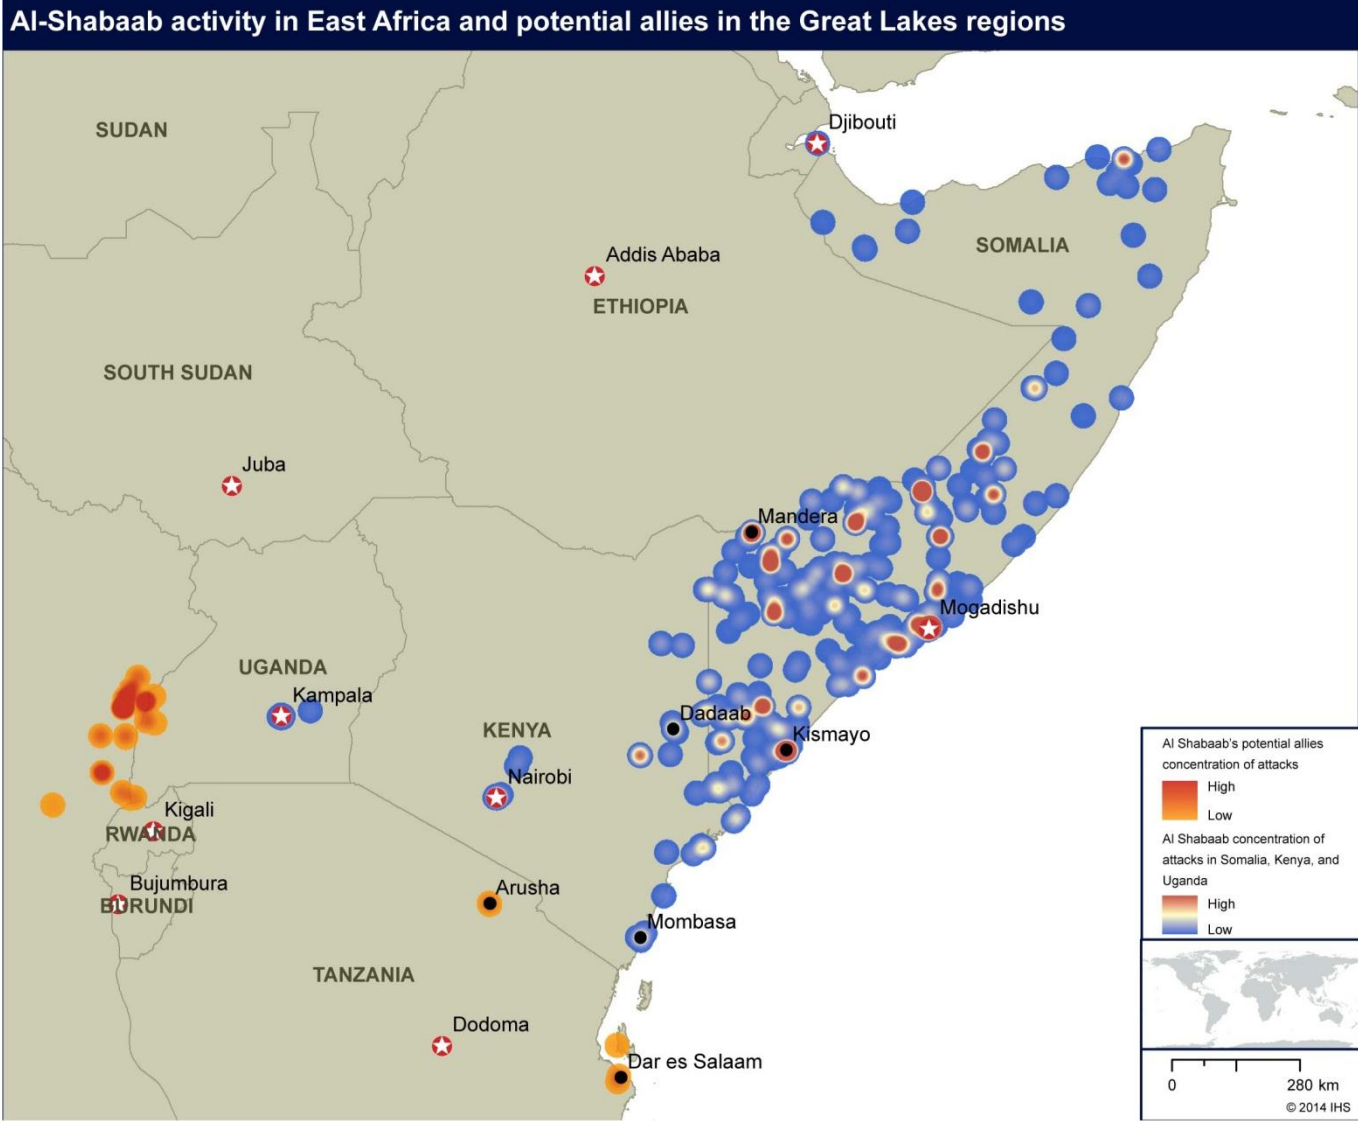 Al-Shabaab activity in East Africa and potential allies in the Great Lakes regions
Djibouti
SUDAN
SOMALIA
Addis Ababa
ETHIOPIA
SOUTH SUDAN
Juba
Mandera
Mogadishu
UGANDA
Kampala
Dadaab
KENYA
Kismayo
Nairobi
Kigali
RWANDA
Bujumbura
BURUNDI
Arusha
Mombasa
TANZANIA
Dodoma
Dar es Salaam
Al Shabaab's potential allies
concentration of attacks
High
Low
Al Shabaab concentration of
attacks in Somalia, Kenya, and
Uganda
High
Low
0 280 km
© 2014 IHS